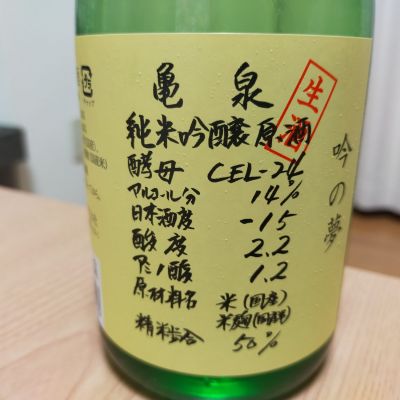 亀泉
生酒
純米吟醸原酒
吟の夢
酵母 CEL-24
アルコール分 14%
日本酒度 -15
酸度 2.2
アミノ酸 1.2
原材料名 米(国産)
米麹(国産米)
精米歩合 50%